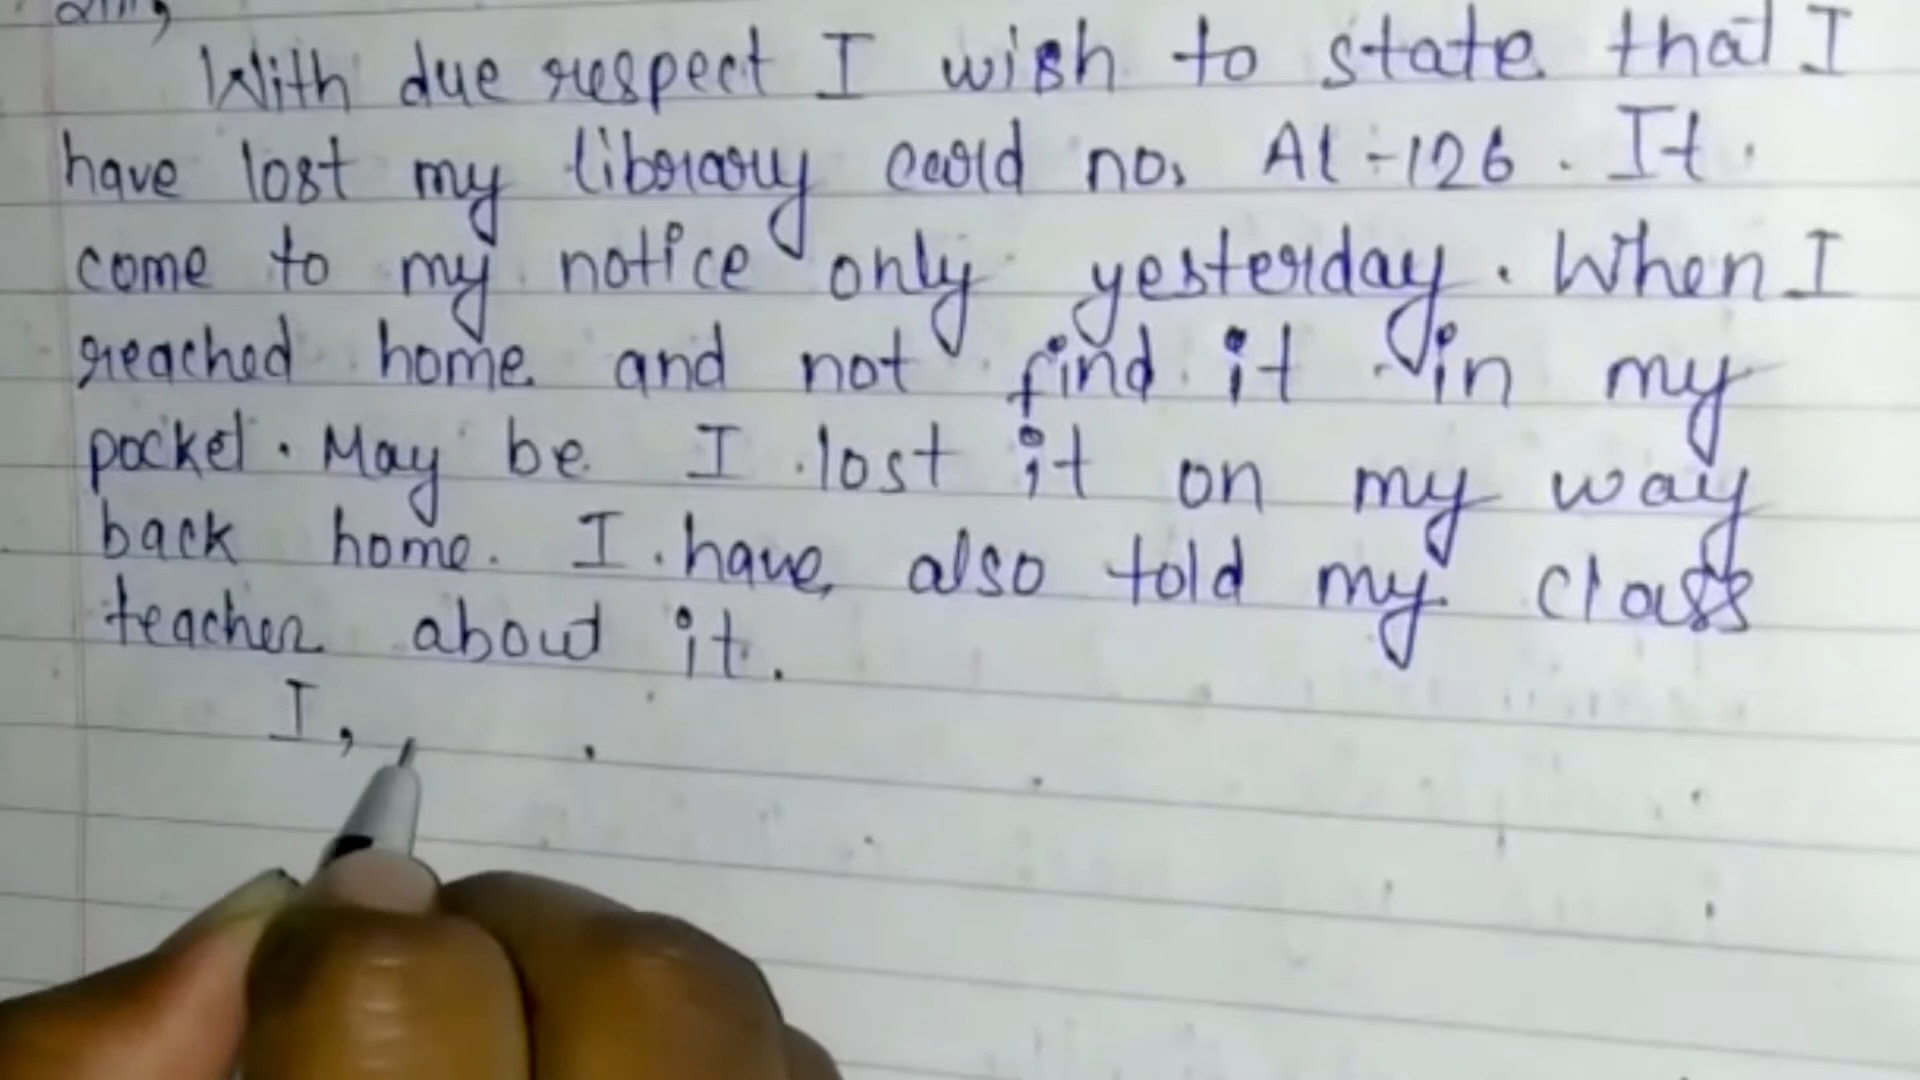 With due respect I wish to state that I
have lost my library card no. Al-126. It
come to my notice only yesterday. When I
reached home and not find it in my
pocket. May be I lost it on my way
back home. I have also told my class
teacher about it.
I,